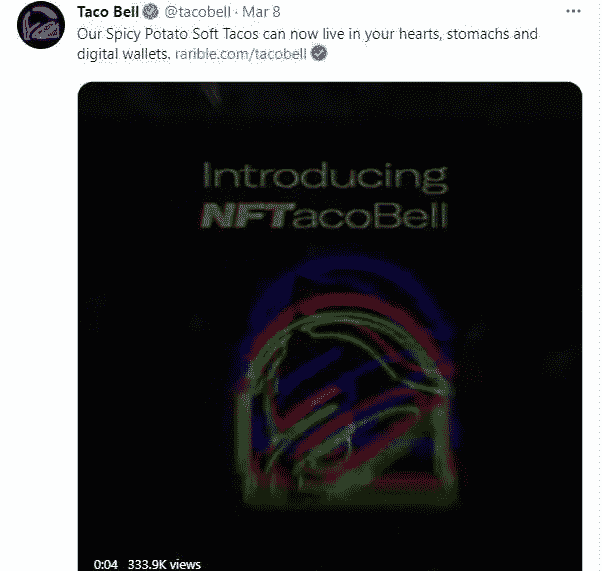 Taco Bell @tacobell · Mar 8
Our Spicy Potato Soft Tacos can now live in your hearts, stomachs and
digital wallets. rarible.com/tacobell
Introducing
NFTacoBell
0:04 333.9K views